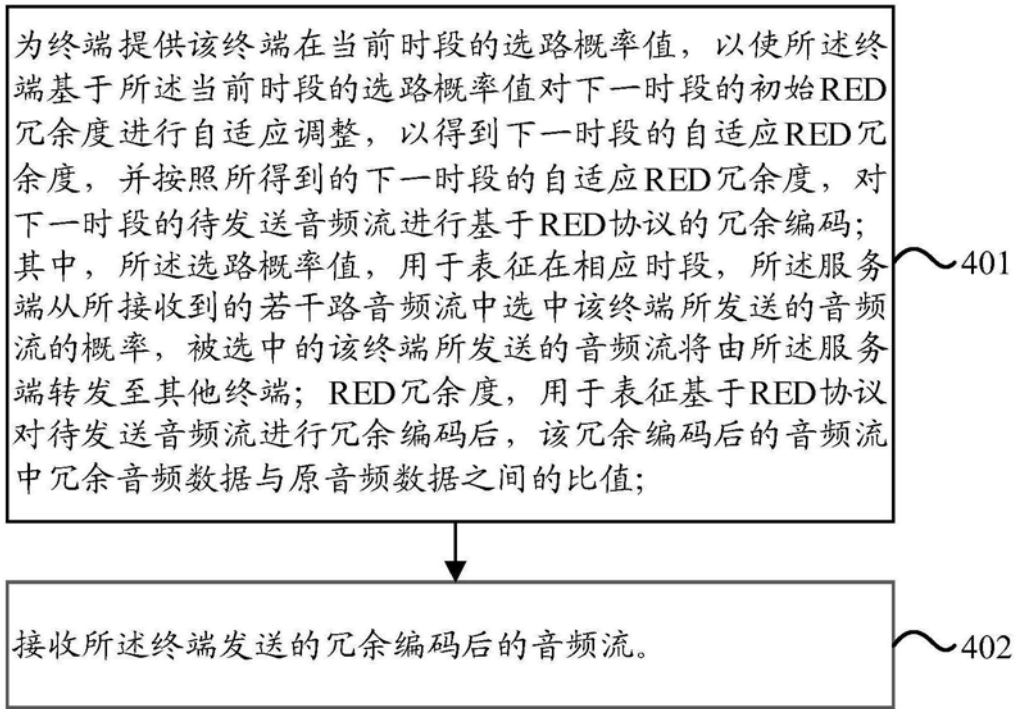 为终端提供该终端在当前时段的选路概率值，以使所述终
端基于所述当前时段的选路概率值对下一时段的初始RED
冗余度进行自适应调整，以得到下一时段的自适应RED冗
余度，并按照所得到的下一时段的自适应RED冗余度，对
下一时段的待发送音频流进行基于RED协议的冗余编码；
其中，所述选路概率值，用于表征在相应时段，所述服务
端从所接收到的若干路音频流中选中该终端所发送的音频
流的概率，被选中的该终端所发送的音频流将由所述服务
端转发至其他终端；RED冗余度，用于表征基于RED协议
对待发送音频流进行冗余编码后，该冗余编码后的音频流
中冗余音频数据与原音频数据之间的比值；
401
接收所述终端发送的冗余编码后的音频流。
402